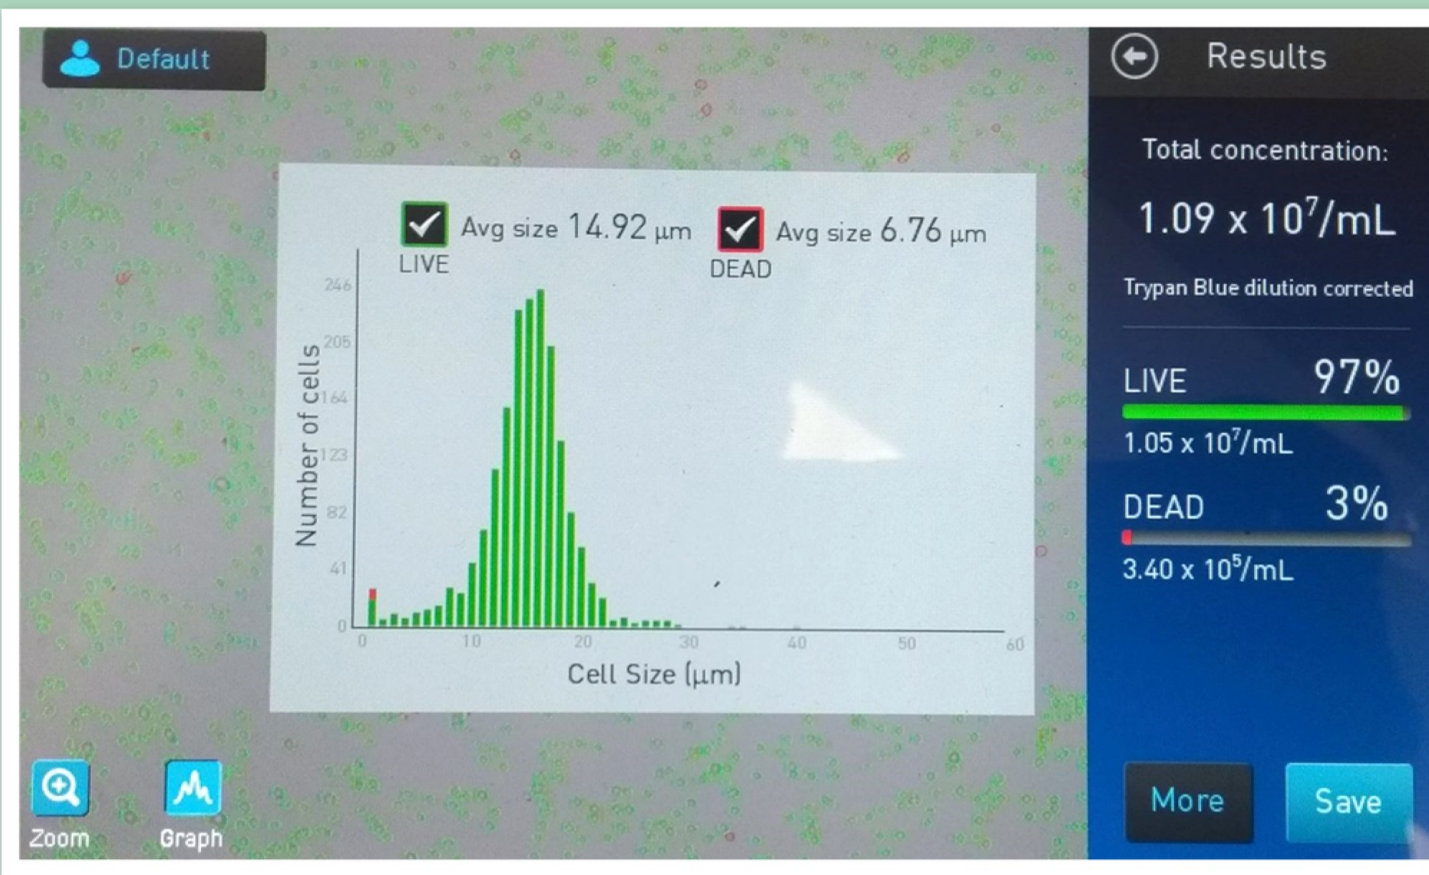 Default
Results
Total concentration:
1.09 x 10⁷/mL
Trypan Blue dilution corrected
LIVE 97%
1.05 x 10⁷/mL
DEAD 3%
3.40 x 10⁵/mL
More Save
Avg size 14.92 µm Avg size 6.76 µm
LIVE DEAD
Number of cells
246
205
164
123
82
41
0
0 10 20 30 40 50 60
Cell Size (µm)
Zoom Graph